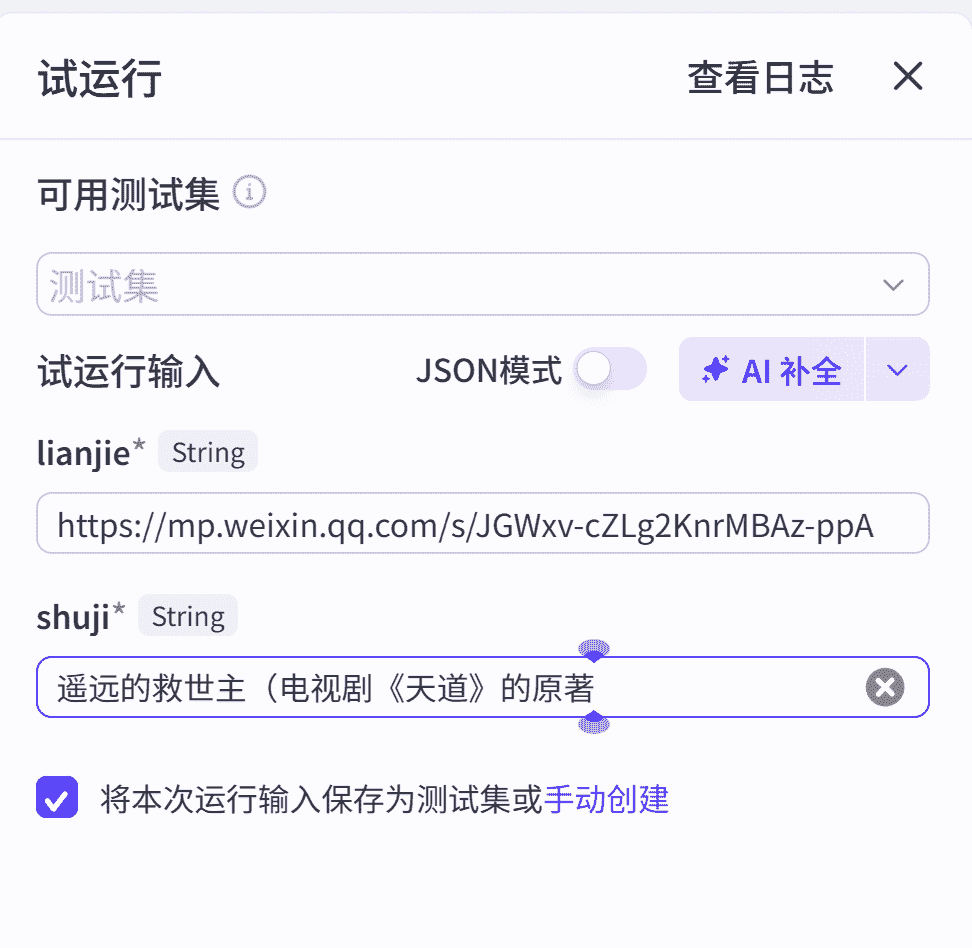 试运行 查看日志
可用测试集
测试集
试运行输入 JSON模式 AI 补全
lianjie* String
https://mp.weixin.qq.com/s/JGWxv-cZLg2KnrMBAz-ppA
shuji* String
遥远的救世主（电视剧《天道》的原著
将本次运行输入保存为测试集或手动创建